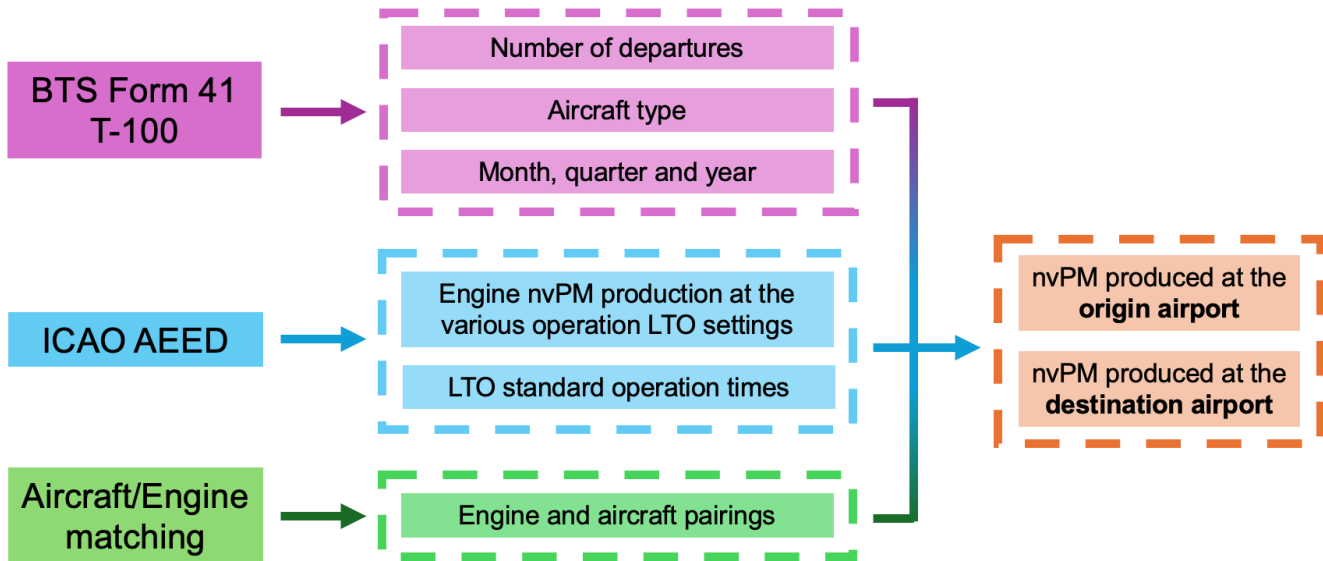 BTS Form 41
T-100
Number of departures
Aircraft type
Month, quarter and year
ICAO AEED
Engine nvPM production at the
various operation LTO settings
LTO standard operation times
Aircraft/Engine
matching
Engine and aircraft pairings
nvPM produced at the
origin airport
nvPM produced at the
destination airport